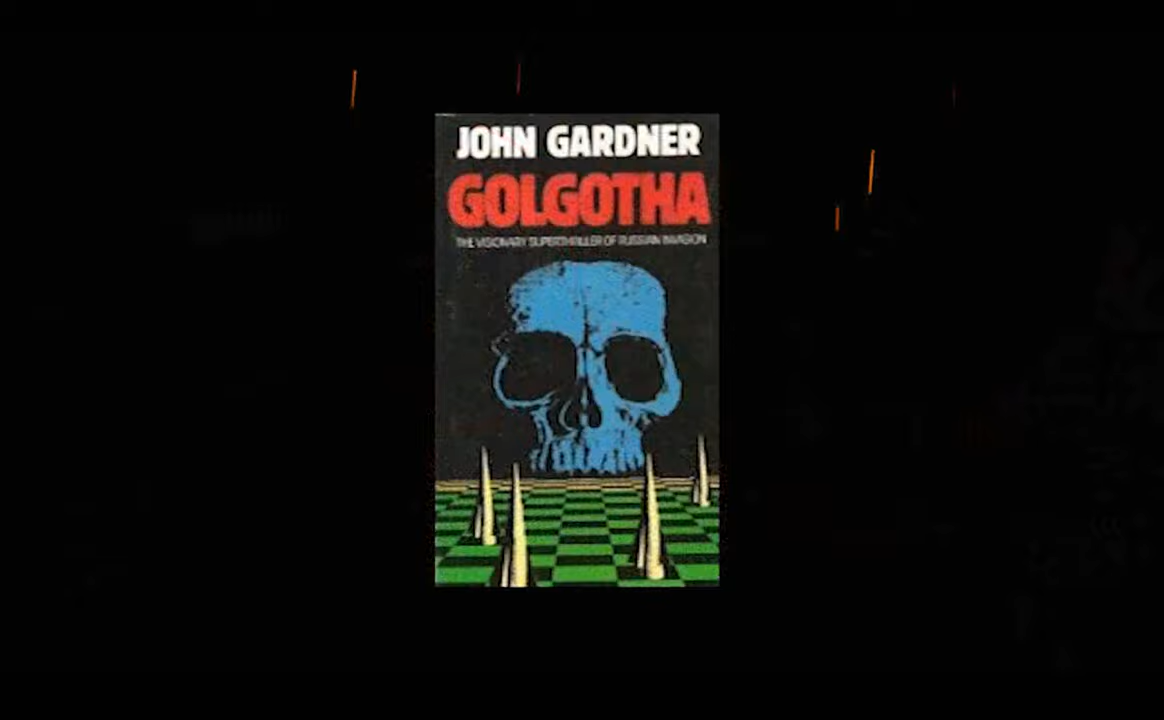 JOHN GARDNER
GOLGOTHA
THE VISIONARY SUPERTHRILLER OF RUSSIAN INVASION